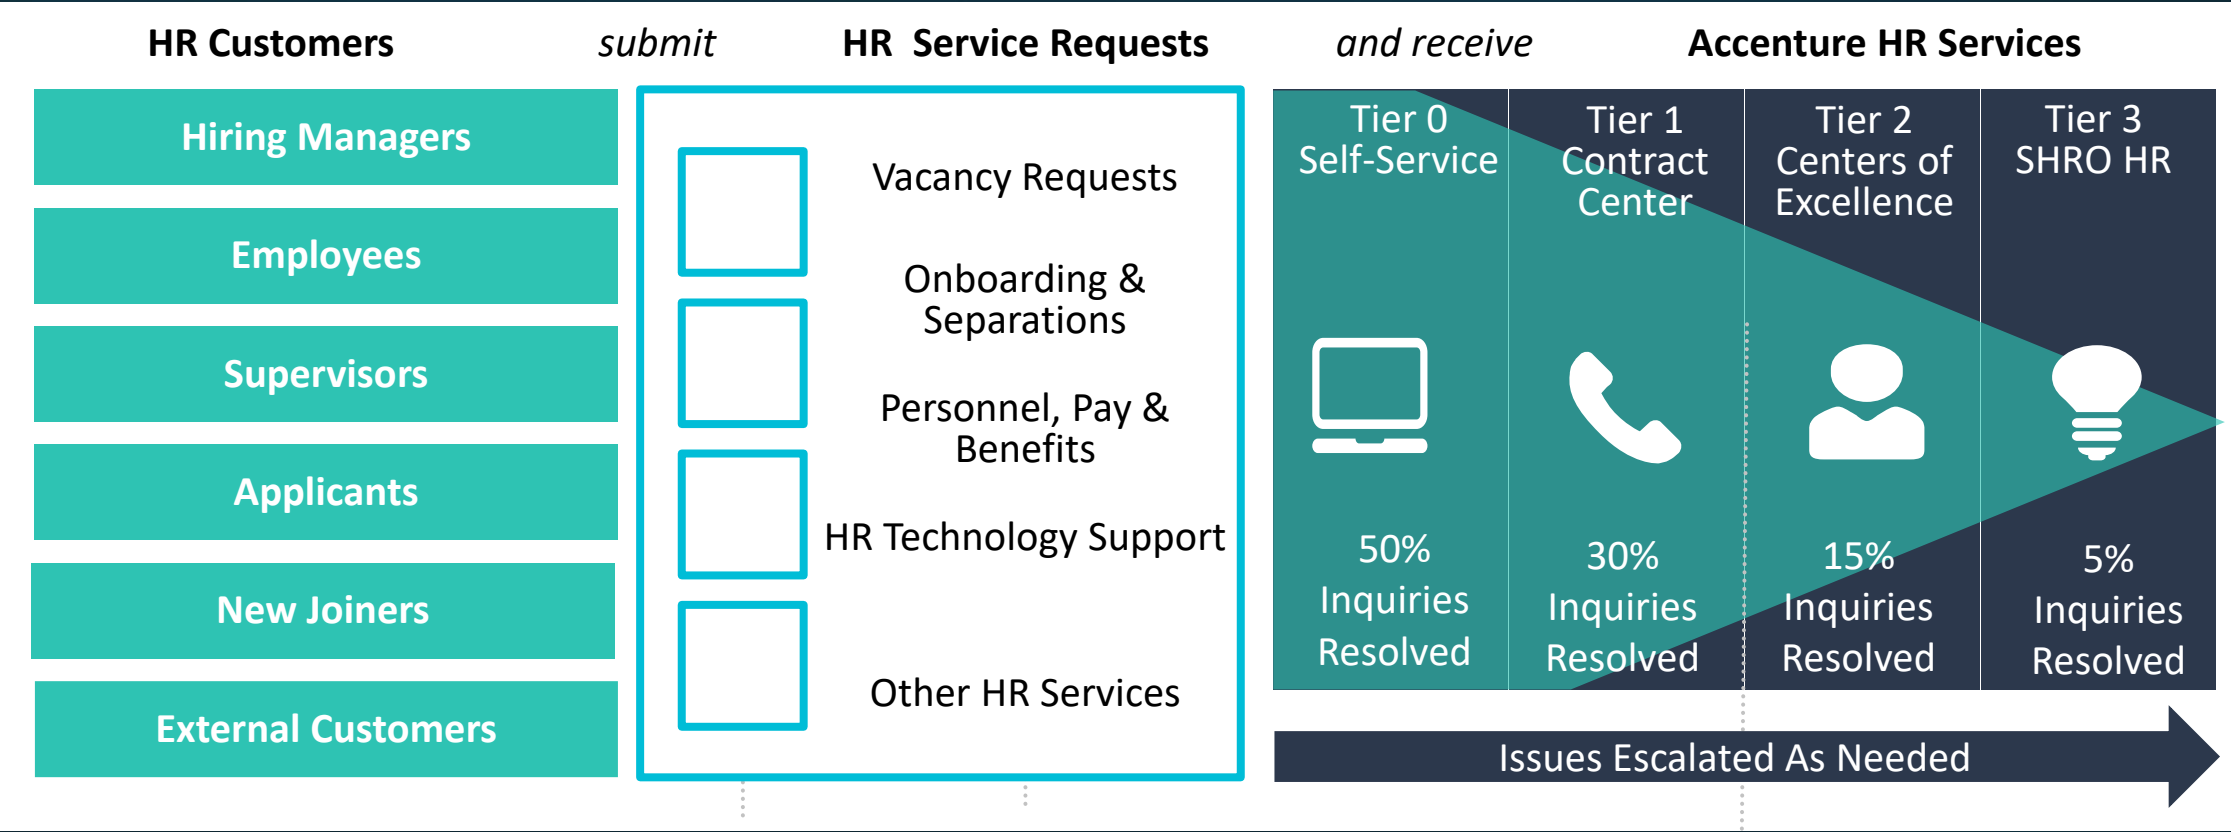 HR Customers
submit
HR Service Requests
and receive
Accenture HR Services
Hiring Managers
Employees
Supervisors
Applicants
New Joiners
External Customers
Vacancy Requests
Onboarding &
Separations
Personnel, Pay &
Benefits
HR Technology Support
Other HR Services
Tier 0
Self-Service
50%
Inquiries
Resolved
Tier 1
Contract
Center
30%
Inquiries
Resolved
Tier 2
Centers of
Excellence
15%
Inquiries
Resolved
Tier 3
SHRO HR
5%
Inquiries
Resolved
Issues Escalated As Needed